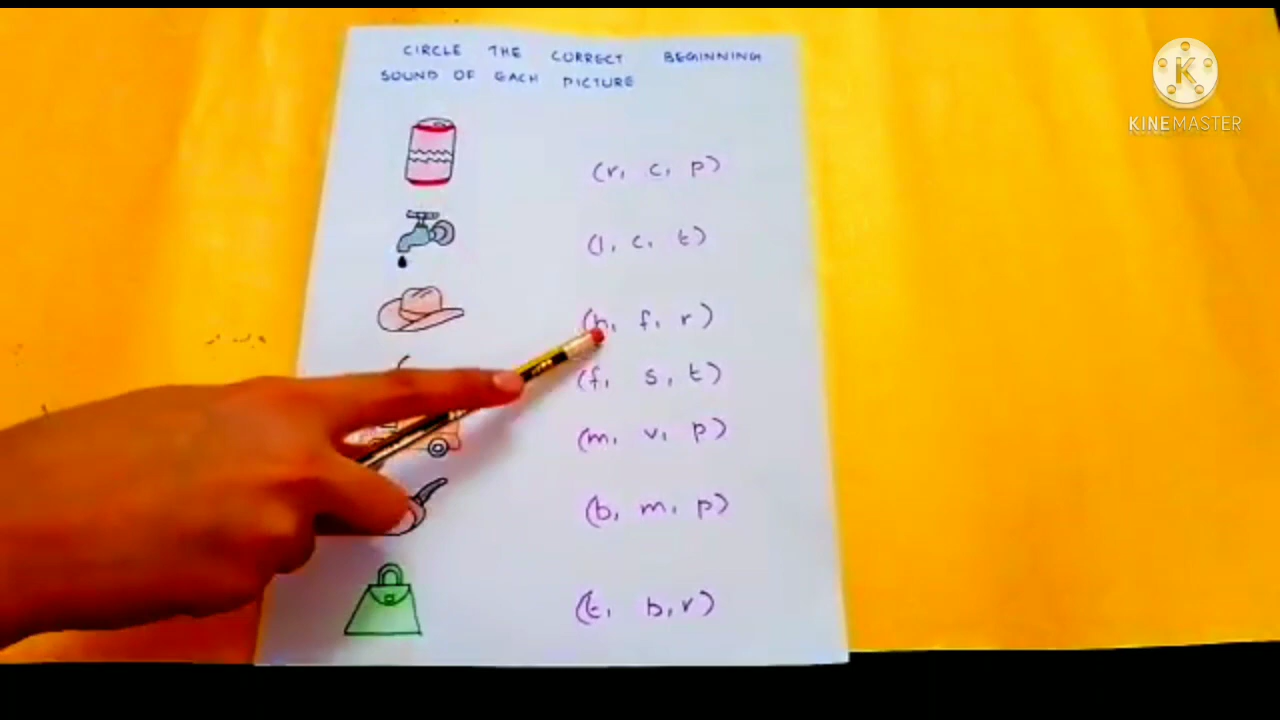 CIRCLE THE CORRECT BEGINNING
SOUND OF EACH PICTURE
(r, c, p)
(l, c, t)
(h, f, r)
(f, s, t)
(m, v, p)
(b, m, p)
(t, b, r)
K
KINEMASTER